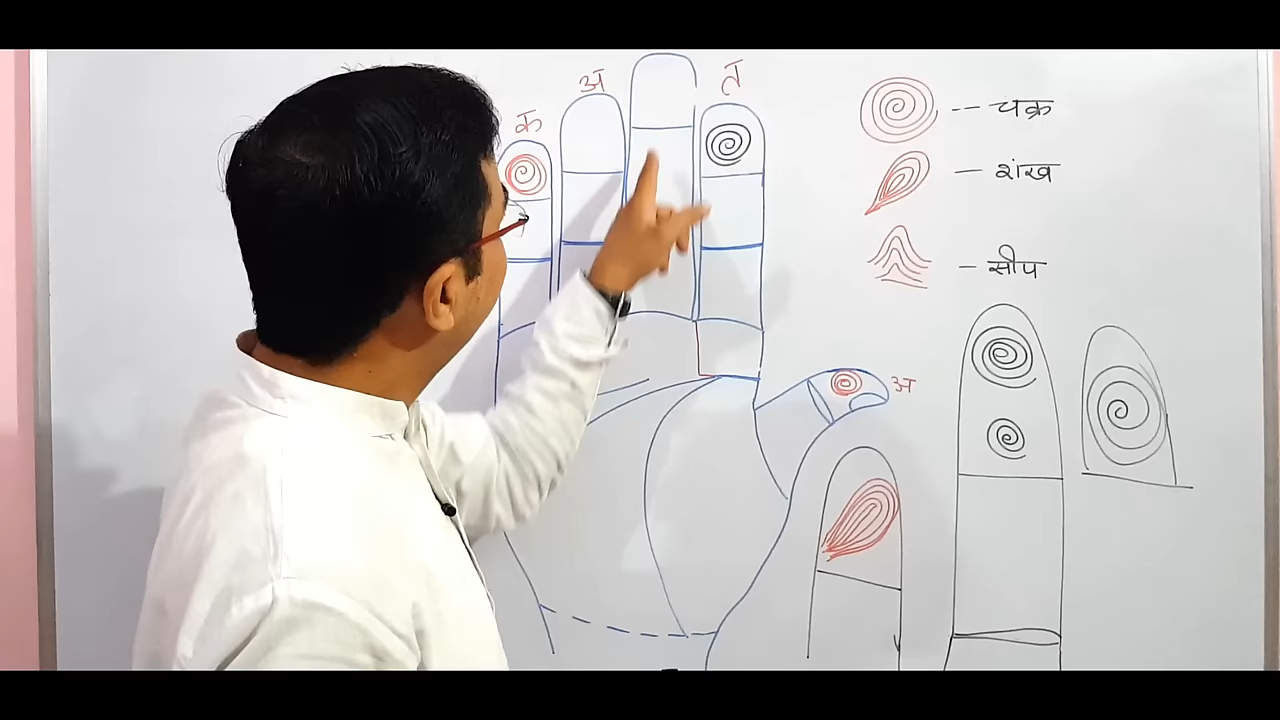 क
अ
त
-- चक्र
- शंख
- सीप
अ